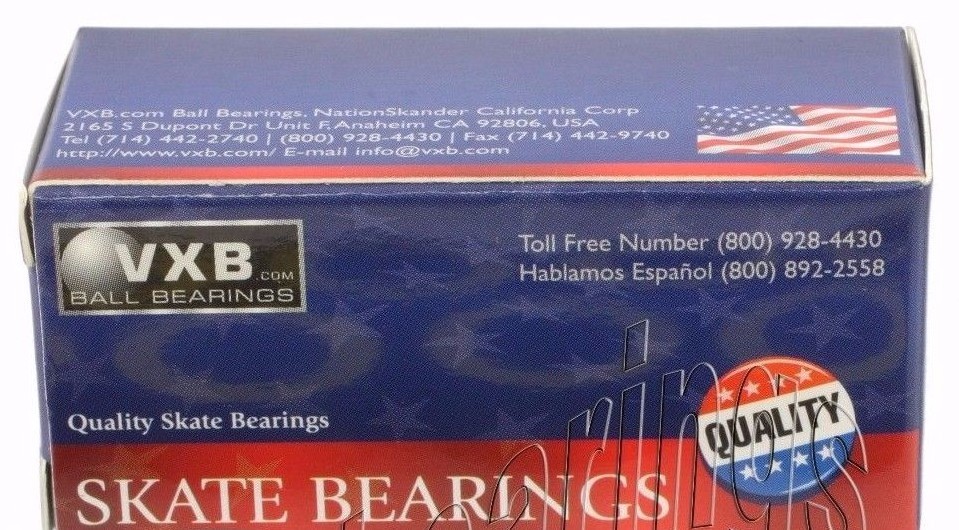 VXB.com Ball Bearings, NationSkander California Corp
2165 S Dupont Dr Unit F,Anaheim CA 92806, USA
Tel (714) 442-2740 | (800) 928-7430 | Fax (714) 442-9740
http://www.vxb.com/ E-mail info@vxb.com
VXB.COM
BALL BEARINGS
Toll Free Number (800) 928-4430
Hablamos Español (800) 892-2558
Quality Skate Bearings
QUALITY
SKATE BEARINGS
bearings